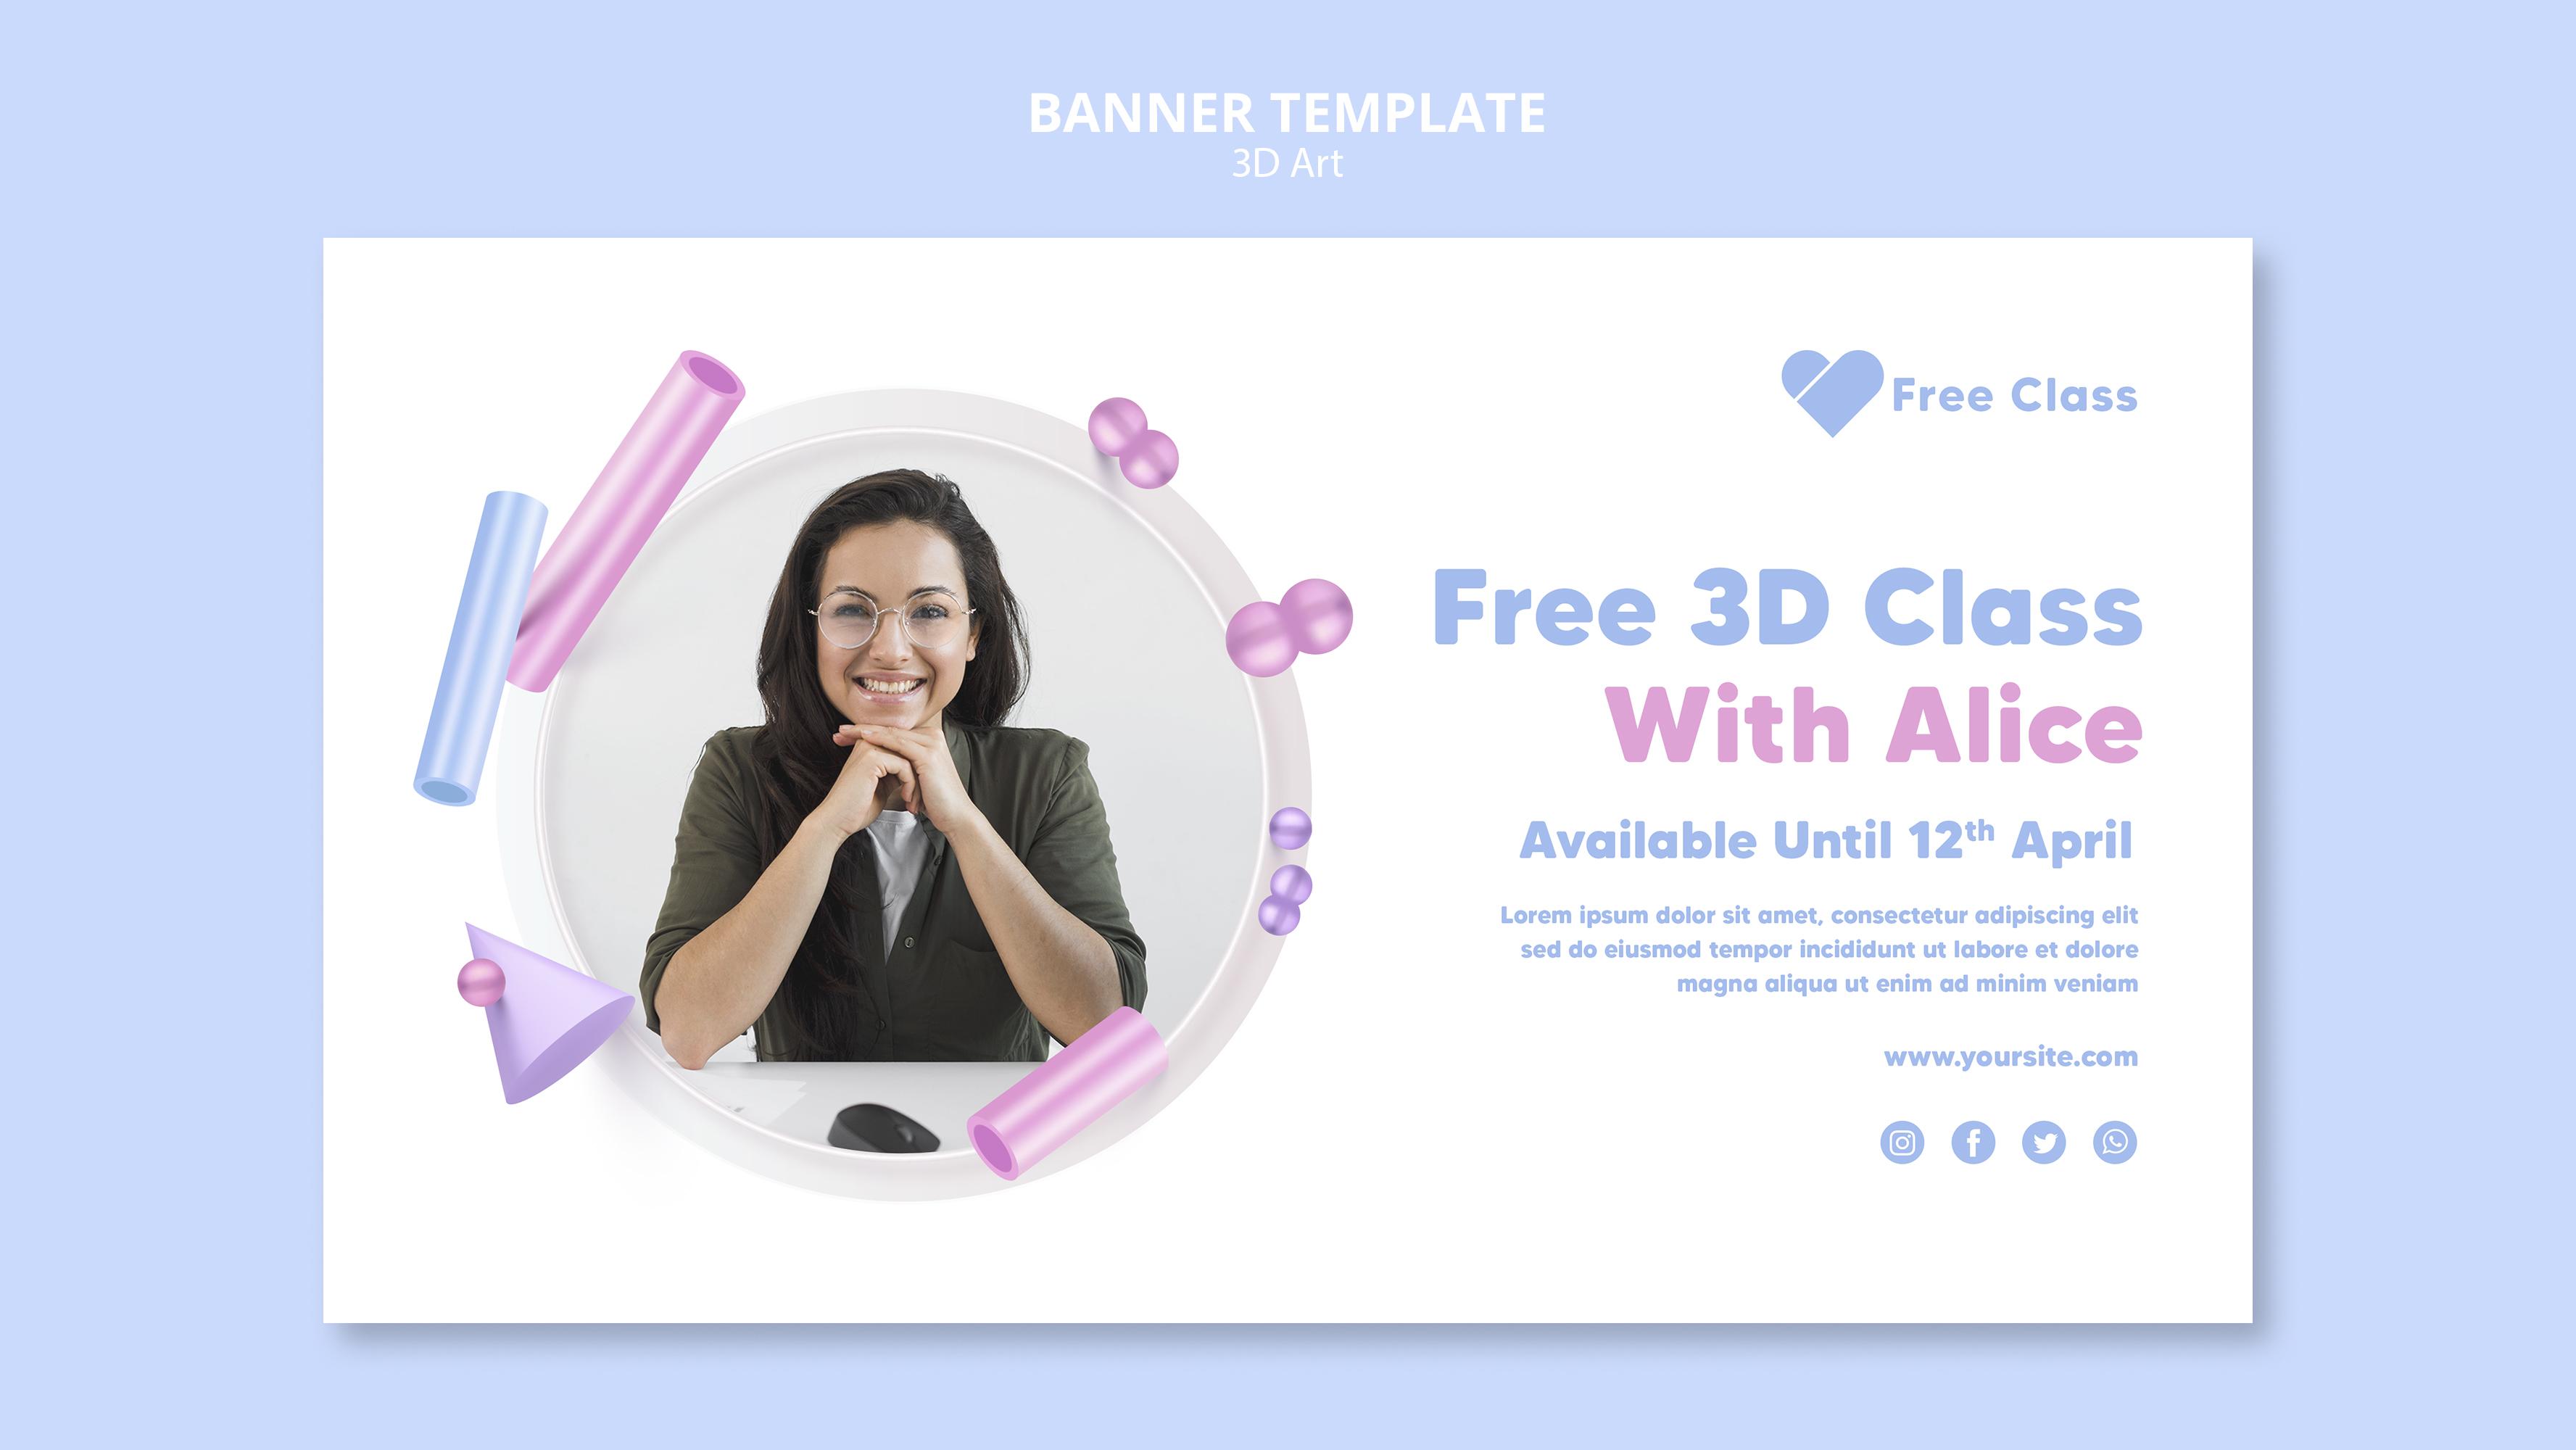 BANNER TEMPLATE
3D Art
Free Class
Free 3D Class
With Alice
Available Until 12th April
Lorem ipsum dolor sit amet, consectetur adipiscing elit
sed do eiusmod tempor incididunt ut labore et dolore
magna aliqua ut enim ad minim veniam
www.yoursite.com